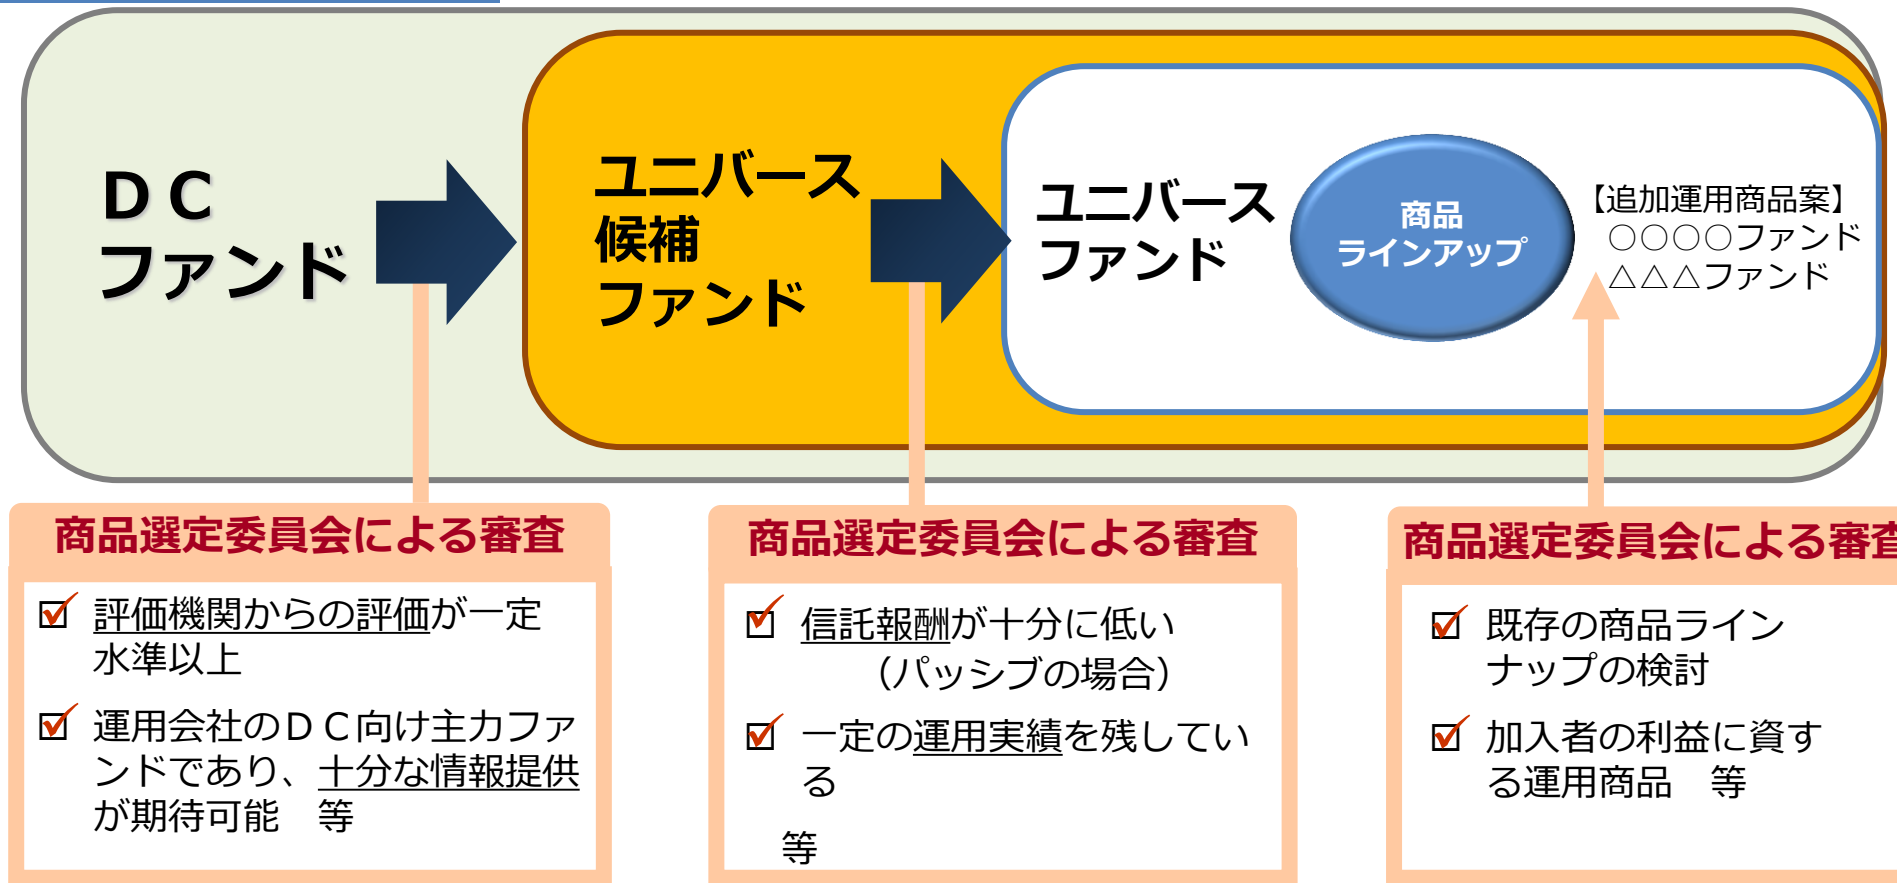 ＤＣ
ファンド
ユニバース
候補
ファンド
ユニバース
ファンド
商品
ラインアップ
【追加運用商品案】
○○○○ファンド
△△△ファンド
商品選定委員会による審査
評価機関からの評価が一定
水準以上
運用会社のＤＣ向け主力ファ
ンドであり、十分な情報提供
が期待可能　等
商品選定委員会による審査
信託報酬が十分に低い
（パッシブの場合）
一定の運用実績を残してい
る
等
商品選定委員会による審査
既存の商品ライン
ナップの検討
加入者の利益に資す
る運用商品　等